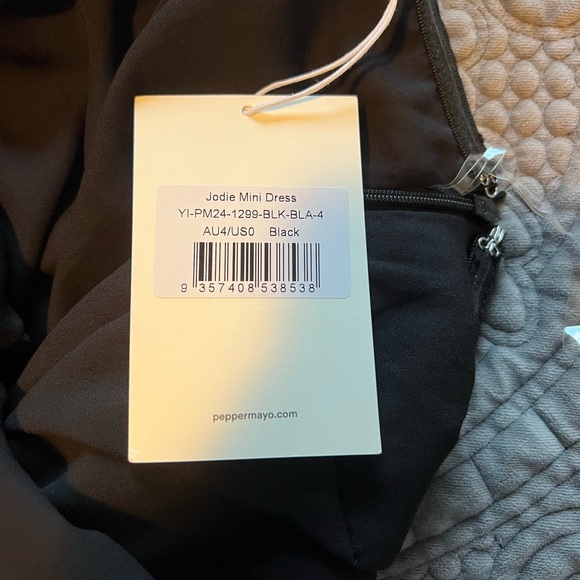 Jodie Mini Dress
YI-PM24-1299-BLK-BLA-4
AU4/US0 Black
9 357408 538538
peppermayo.com